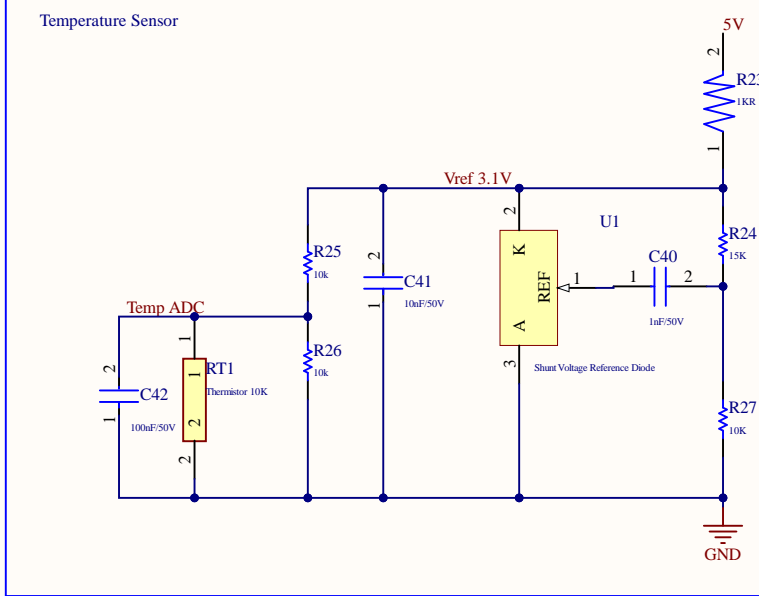 Temperature Sensor
5V
2
R23
1KR
1
Vref 3.1V
2
U1
K
R24
15K
R25
10k
2
C41
10nF/50V
1
REF
1
C40
1
2
1nF/50V
A
3
Shunt Voltage Reference Diode
Temp ADC
1
R26
10k
2
C42
100nF/50V
1
RT1
Thermistor 10K
1
2
2
R27
10K
GND